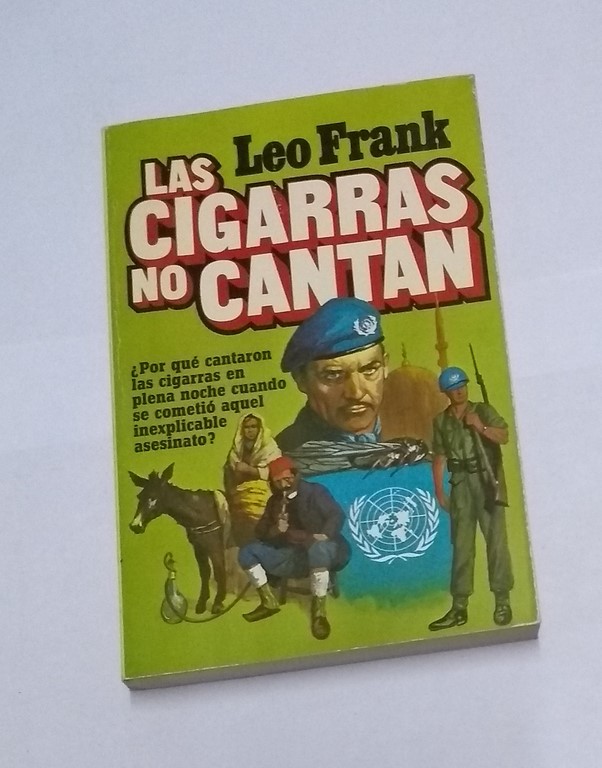 Leo Frank
LAS
CIGARRAS
NO CANTAN
¿Por qué cantaron
las cigarras en
plena noche cuando
se cometió aquel
inexplicable
asesinato?